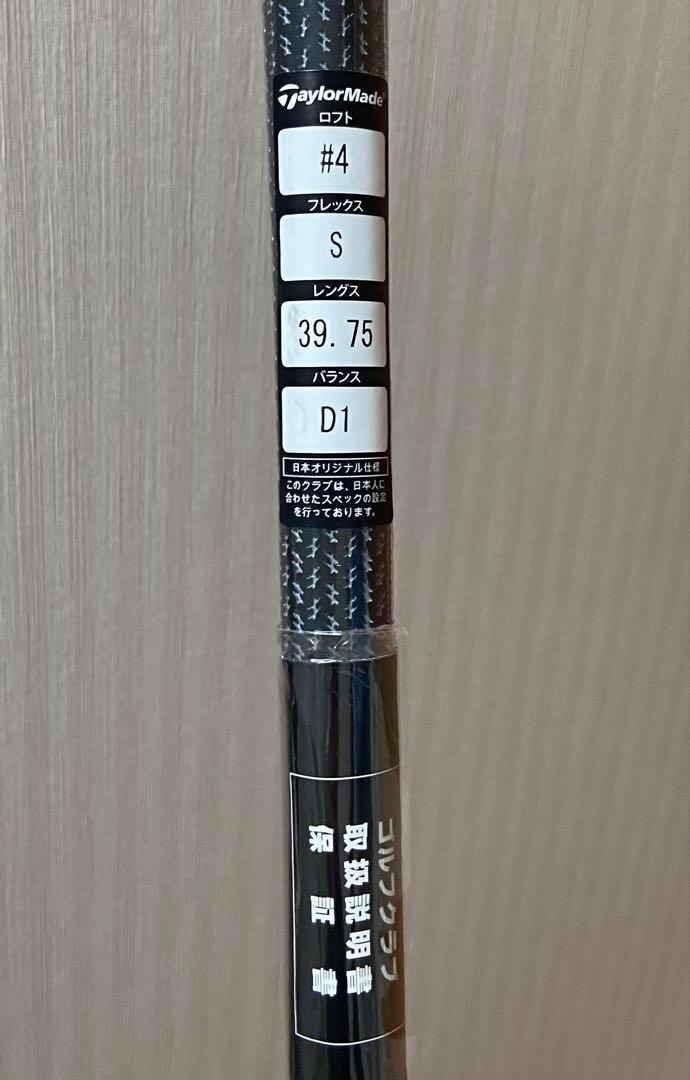 TaylorMade
ロフト
#4
フレックス
S
レングス
39.75
バランス
D1
日本オリジナル仕様
このクラブは、日本人に
合わせたスペックの設定
を行っております。
ゴルフクラブ
取扱説明書
保証書